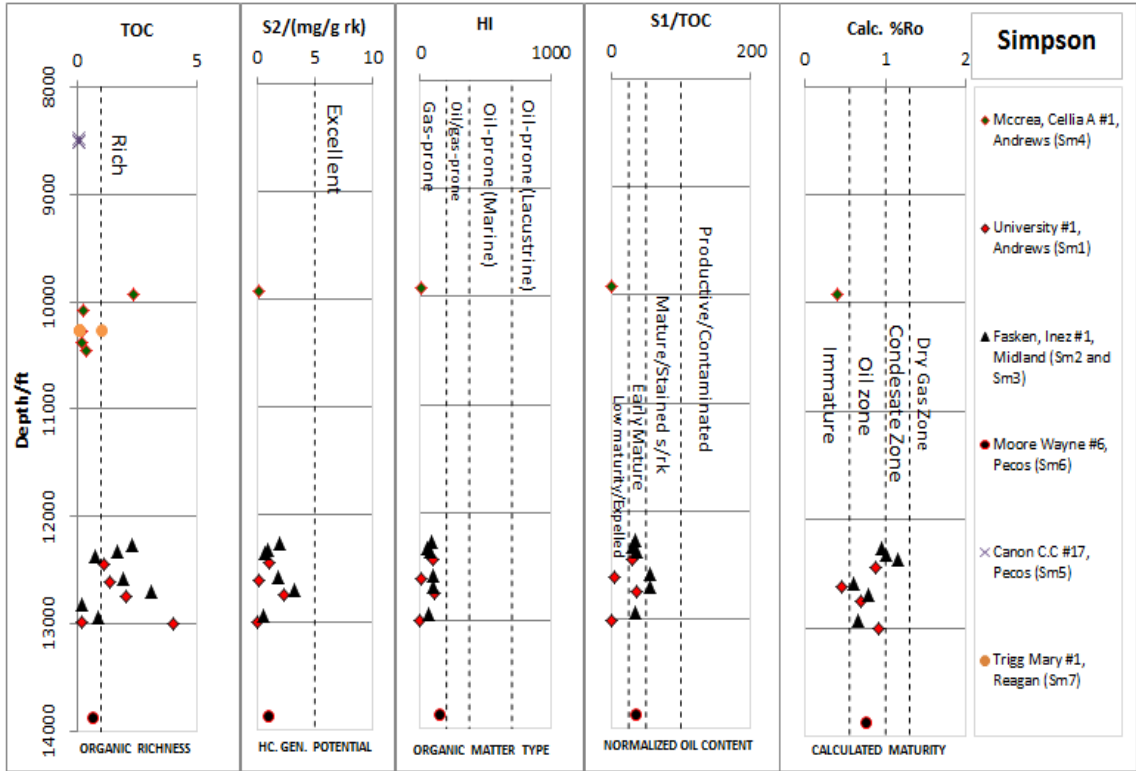 TOC
S2/(mg/g rk)
HI
S1/TOC
Calc. %Ro
Simpson
0 5
0 5 10
0 1000
0 200
0 1 2
Depth/ft
8000
9000
10000
11000
12000
13000
14000
Rich
Excellent
Gas-prone
Oil/gas-prone
Oil-prone (Marine)
Oil-prone (Lacustrine)
Low maturity/Expelled
Early Mature
Mature/Stained s/rk
Productive/Contaminated
Immature
Oil zone
Condesate Zone
Dry Gas Zone
Mccrea, Cellia A #1,
Andrews (Sm4)
University #1,
Andrews (Sm1)
Fasken, Inez #1,
Midland (Sm2 and
Sm3)
Moore Wayne #6,
Pecos (Sm6)
Canon C.C #17,
Pecos (Sm5)
Trigg Mary #1,
Reagan (Sm7)
ORGANIC RICHNESS
HC. GEN. POTENTIAL
ORGANIC MATTER TYPE
NORMALIZED OIL CONTENT
CALCULATED MATURITY